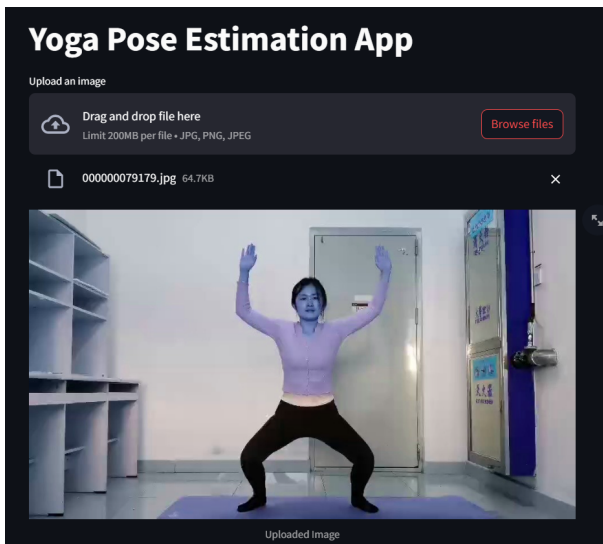 Yoga Pose Estimation App
Upload an image
Drag and drop file here
Limit 200MB per file • JPG, PNG, JPEG
Browse files
000000079179.jpg 64.7KB
Uploaded Image